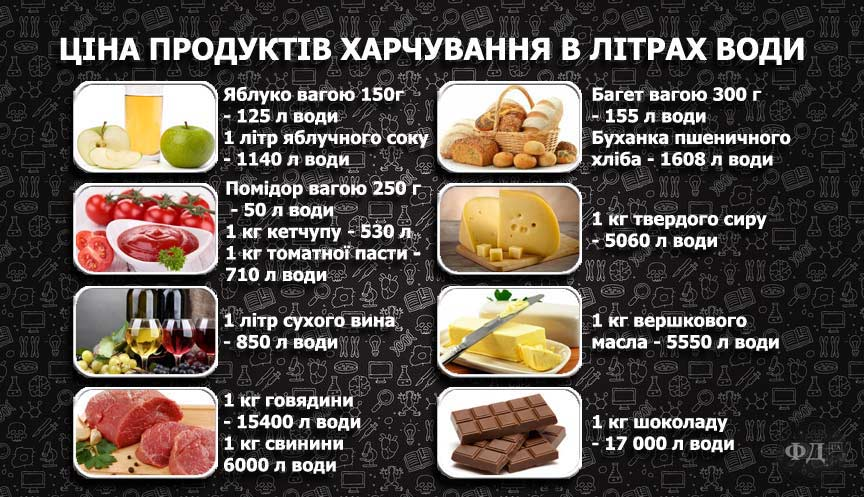 ЦІНА ПРОДУКТІВ ХАРЧУВАННЯ В ЛІТРАХ ВОДИ
Яблуко вагою 150г
- 125 л води
1 літр яблучного соку
- 1140 л води
Помідор вагою 250 г
- 50 л води
1 кг кетчупу - 530 л
1 кг томатної пасти -
710 л води
1 літр сухого вина
- 850 л води
1 кг говядини
- 15400 л води
1 кг свинини
6000 л води
Багет вагою 300 г
- 155 л води
Буханка пшеничного
хліба - 1608 л води
1 кг твердого сиру
- 5060 л води
1 кг вершкового
масла - 5550 л води
1 кг шоколаду
- 17 000 л води
ФД